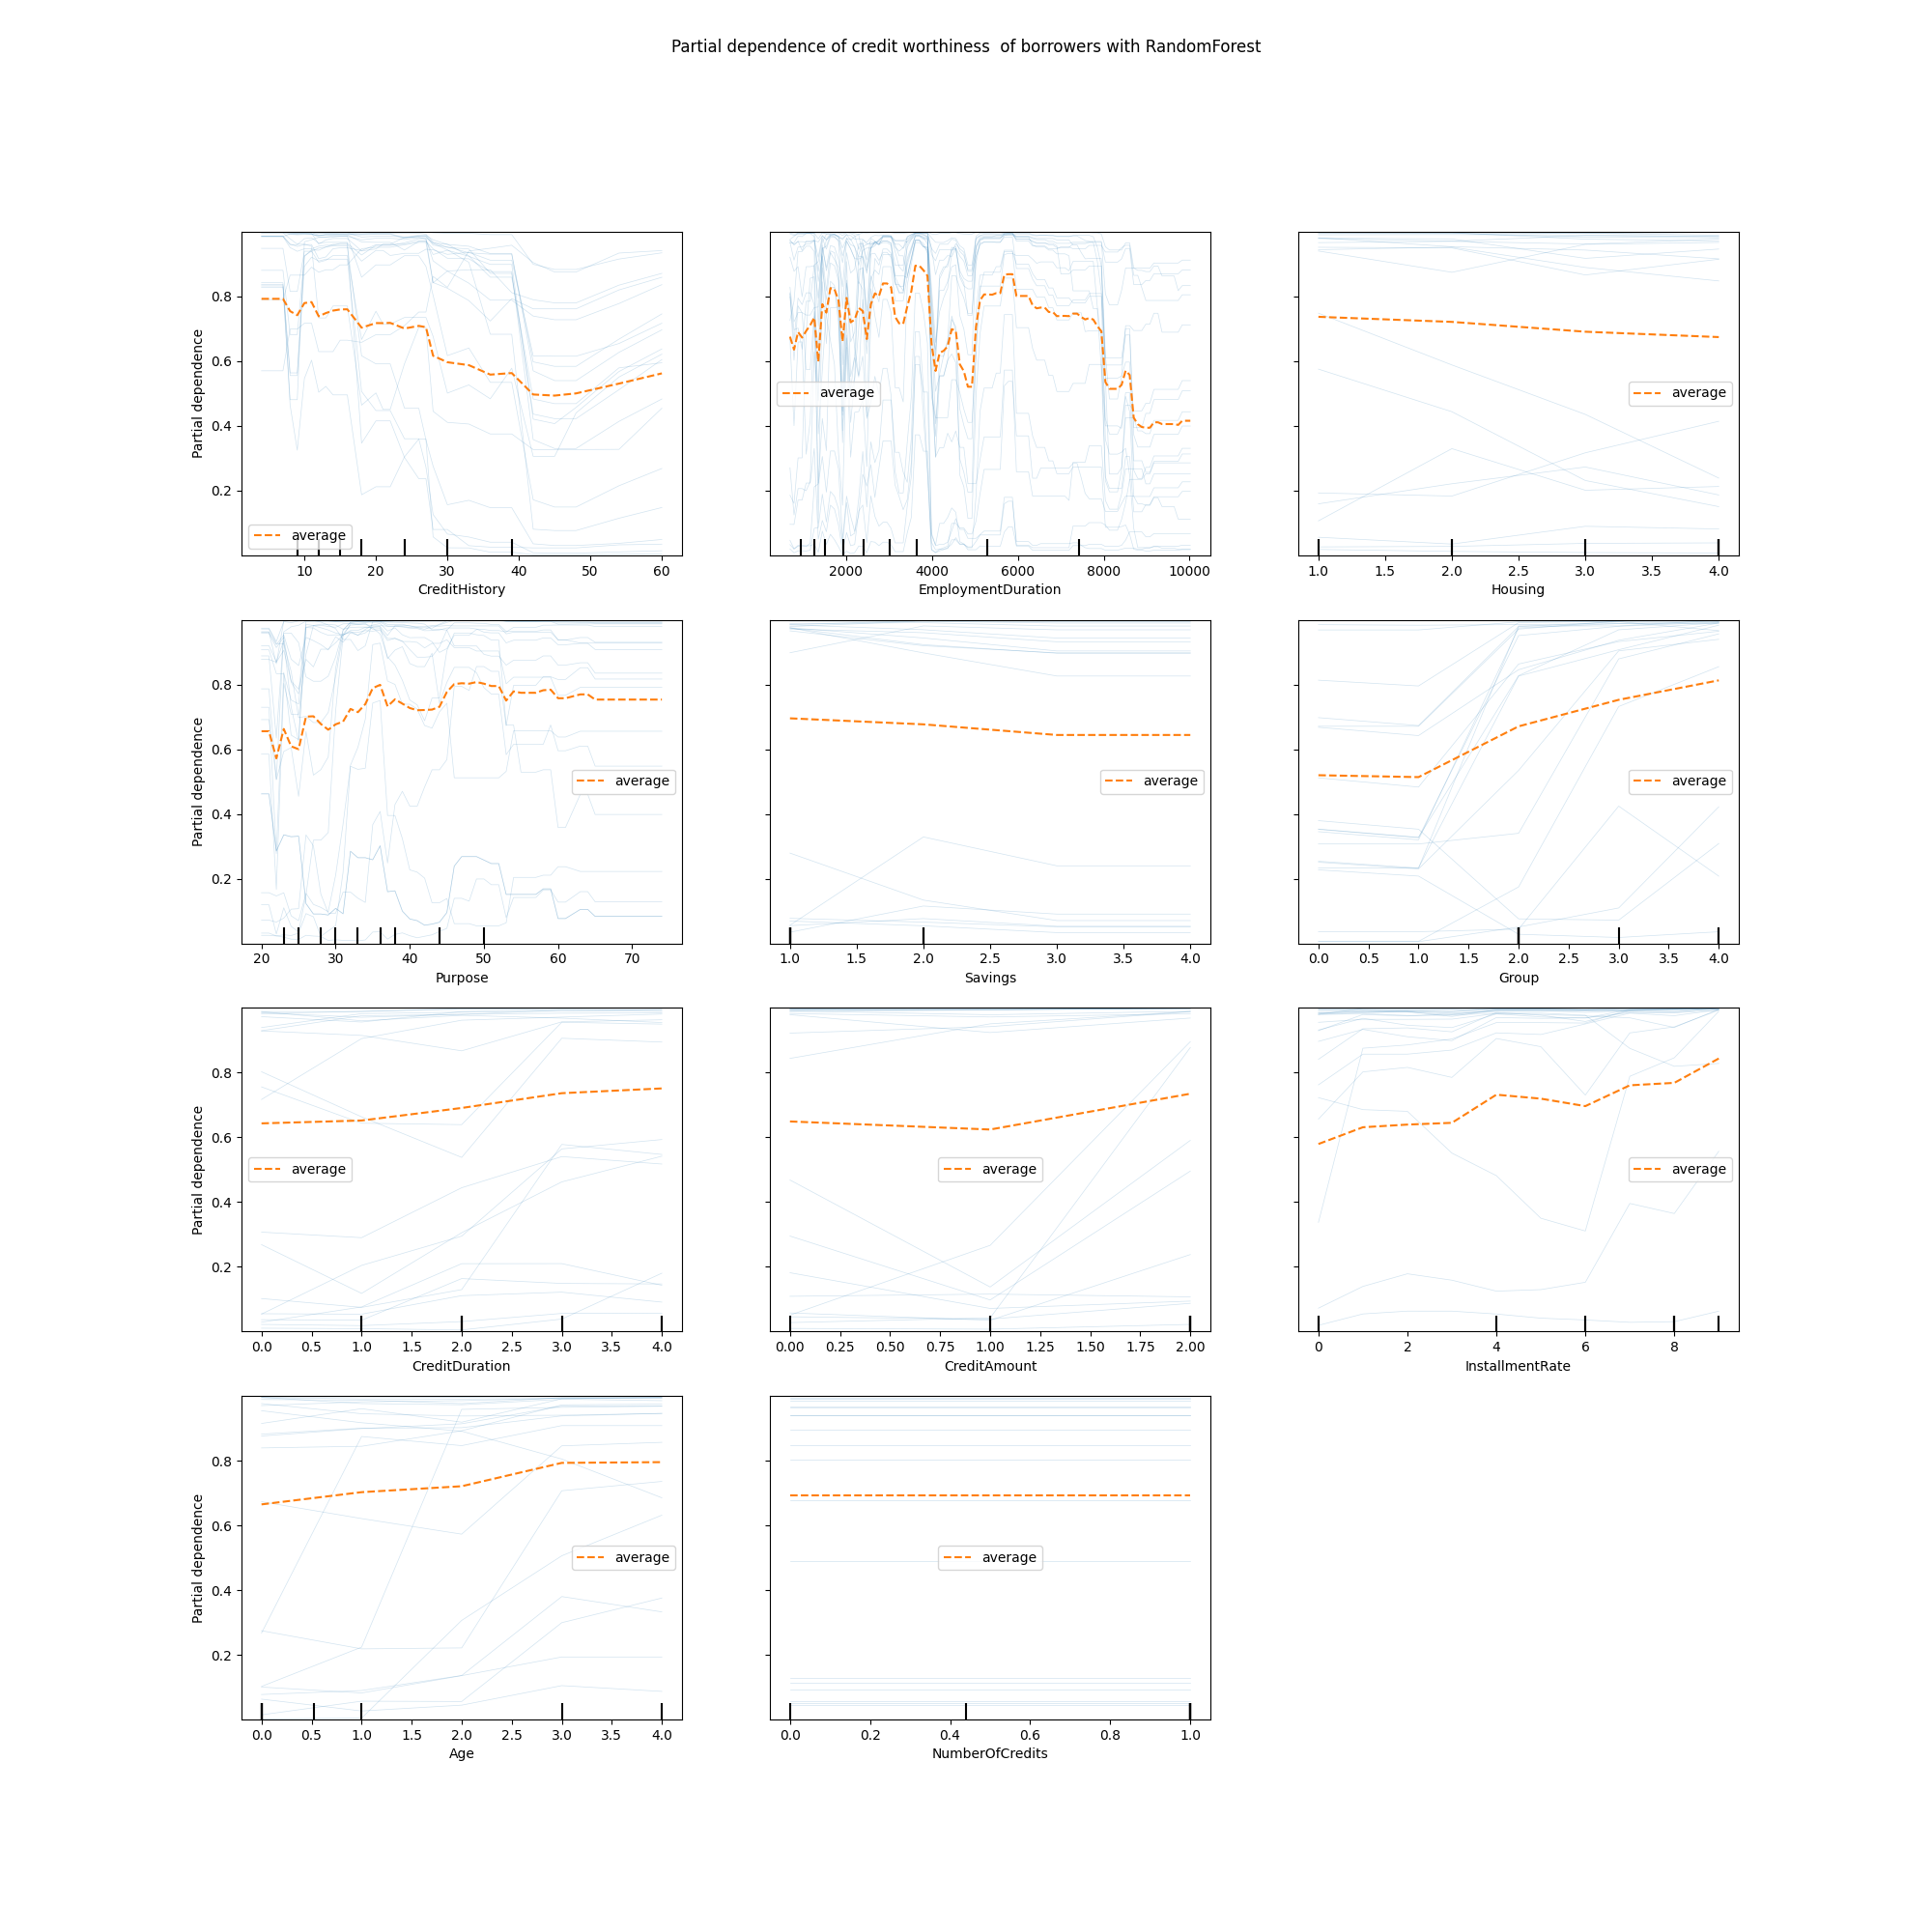 Partial dependence of credit worthiness  of borrowers with RandomForest
Partial dependence
0.8
0.6
0.4
0.2
average
10 20 30 40 50 60
CreditHistory
average
2000 4000 6000 8000 10000
EmploymentDuration
average
1.0 1.5 2.0 2.5 3.0 3.5 4.0
Housing
Partial dependence
0.8
0.6
0.4
0.2
average
20 30 40 50 60 70
Purpose
average
1.0 1.5 2.0 2.5 3.0 3.5 4.0
Savings
average
0.0 0.5 1.0 1.5 2.0 2.5 3.0 3.5 4.0
Group
Partial dependence
0.8
0.6
0.4
0.2
average
0.0 0.5 1.0 1.5 2.0 2.5 3.0 3.5 4.0
CreditDuration
average
0.00 0.25 0.50 0.75 1.00 1.25 1.50 1.75 2.00
CreditAmount
average
0 2 4 6 8
InstallmentRate
Partial dependence
0.8
0.6
0.4
0.2
average
0.0 0.5 1.0 1.5 2.0 2.5 3.0 3.5 4.0
Age
average
0.0 0.2 0.4 0.6 0.8 1.0
NumberOfCredits